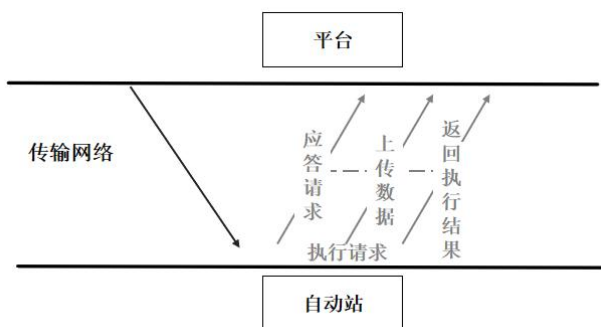 平台
传输网络
应答请求
上传数据
返回执行结果
执行请求
自动站